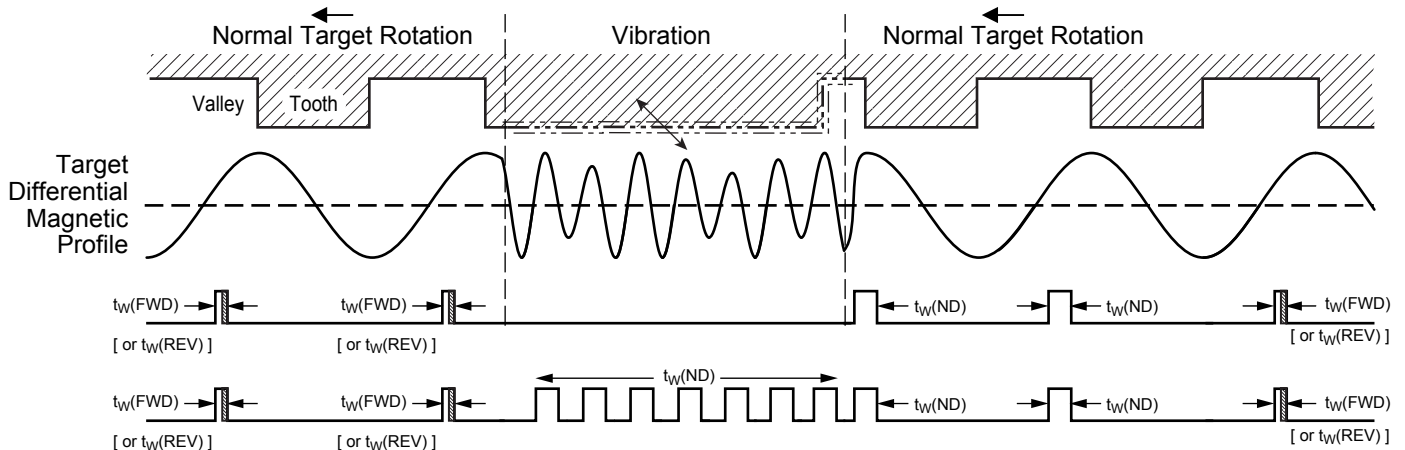 Normal Target Rotation
Vibration
Normal Target Rotation
Valley
Tooth
Target
Differential
Magnetic
Profile
tW(FWD)
[ or tW(REV) ]
tW(FWD)
[ or tW(REV) ]
tW(ND)
tW(ND)
tW(FWD)
[ or tW(REV) ]
tW(FWD)
[ or tW(REV) ]
tW(FWD)
[ or tW(REV) ]
tW(ND)
tW(ND)
tW(ND)
tW(FWD)
[ or tW(REV) ]